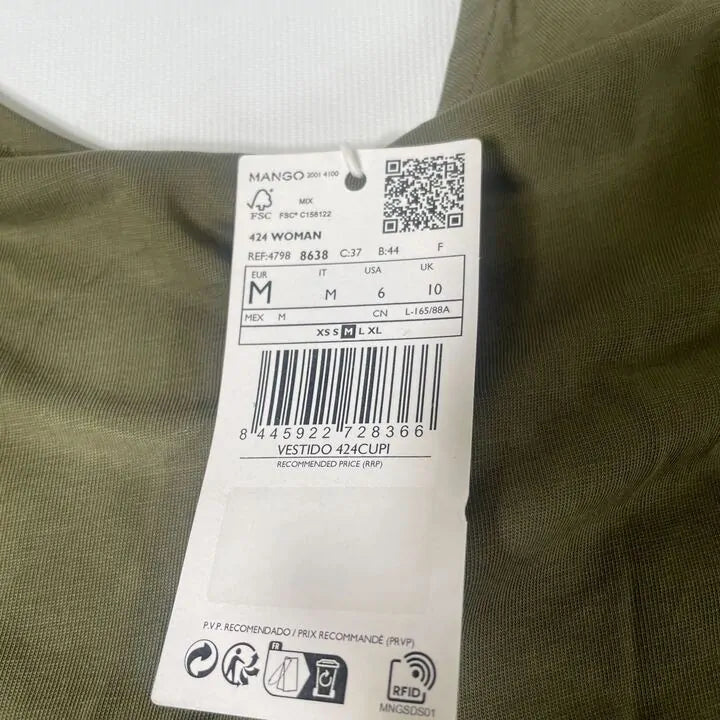 MANGO 2001 4100
FSC
MIX
FSC® C158122
424 WOMAN
REF:4798 8638 C:37 B:44 F
EUR IT USA UK
M M 6 10
MEX M CN L-165/88A
XS S M L XL
8 445922 728366
VESTIDO 424CUPI
RECOMMENDED PRICE (RRP)
P.V.P. RECOMENDADO / PRIX RECOMMANDÉ (PRVP)
FR
RFID
MNGSDS01